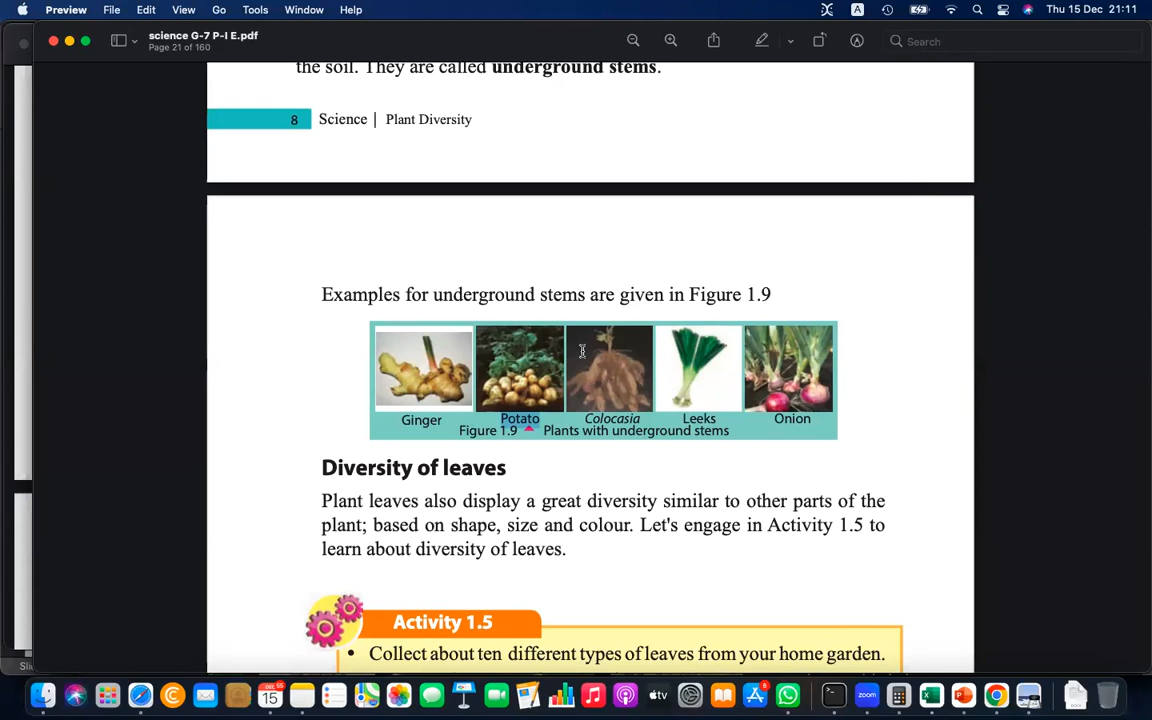 Preview File Edit View Go Tools Window Help A Thu 15 Dec 21:11
science G-7 P-I E.pdf
Page 21 of 160
Search
the soil. They are called underground stems.
8 Science | Plant Diversity
Examples for underground stems are given in Figure 1.9
Ginger Potato Colocasia Leeks Onion
Figure 1.9 Plants with underground stems
Diversity of leaves
Plant leaves also display a great diversity similar to other parts of the
plant; based on shape, size and colour. Let's engage in Activity 1.5 to
learn about diversity of leaves.
Activity 1.5
• Collect about ten different types of leaves from your home garden.
Sli
tv
zoom